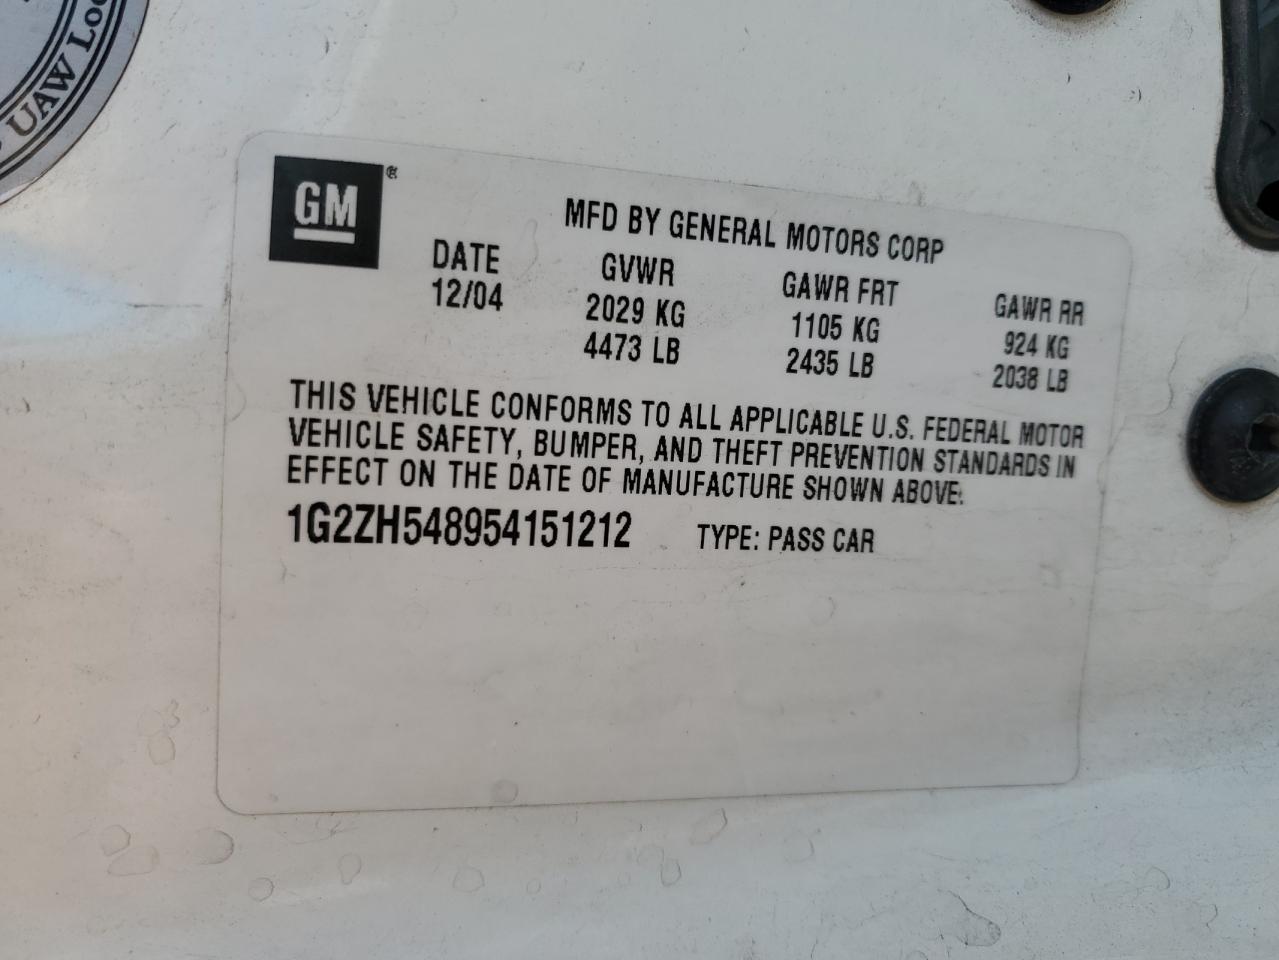 UAW LOC
GM
®
MFD BY GENERAL MOTORS CORP
DATE GVWR GAWR FRT GAWR RR
12/04 2029 KG 1105 KG 924 KG
4473 LB 2435 LB 2038 LB
THIS VEHICLE CONFORMS TO ALL APPLICABLE U.S. FEDERAL MOTOR
VEHICLE SAFETY, BUMPER, AND THEFT PREVENTION STANDARDS IN
EFFECT ON THE DATE OF MANUFACTURE SHOWN ABOVE:
1G2ZH548954151212 TYPE: PASS CAR